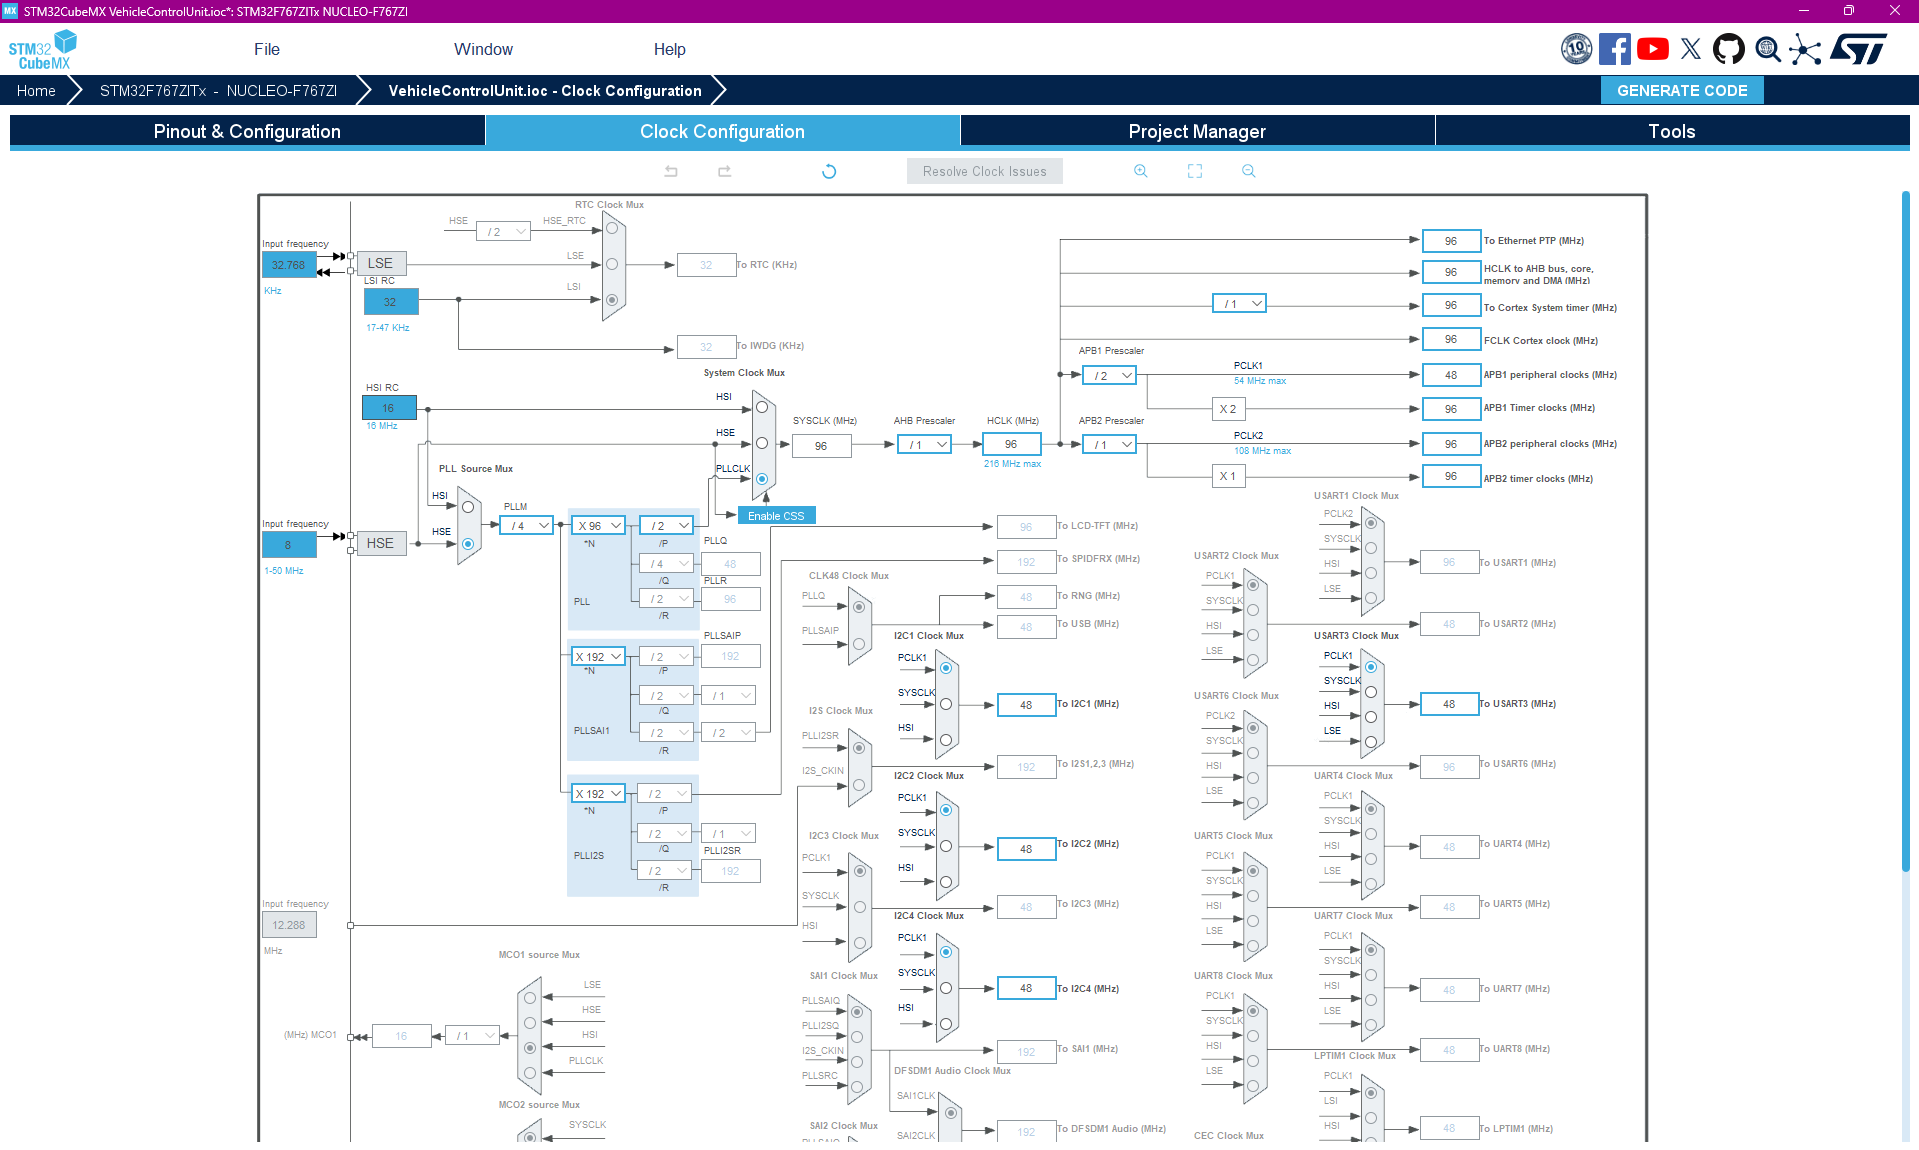 MX STM32CubeMX VehicleControlUnit.ioc*: STM32F767ZITx NUCLEO-F767ZI
STM32 CubeMX
File Window Help
10 ST
Home STM32F767ZITx - NUCLEO-F767ZI VehicleControlUnit.ioc - Clock Configuration GENERATE CODE
Pinout & Configuration Clock Configuration Project Manager Tools
Resolve Clock Issues
RTC Clock Mux
HSE / 2 HSE_RTC
Input frequency
32.768
KHz
LSE
LSE
LSI RC
32
17-47 KHz
LSI
32 To RTC (KHz)
32 To IWDG (KHz)
96 To Ethernet PTP (MHz)
96 HCLK to AHB bus, core,
memory and DMA (MHz)
/ 1 96 To Cortex System timer (MHz)
96 FCLK Cortex clock (MHz)
APB1 Prescaler
/ 2
PCLK1
54 MHz max
48 APB1 peripheral clocks (MHz)
X 2 96 APB1 Timer clocks (MHz)
APB2 Prescaler
/ 1
PCLK2
108 MHz max
96 APB2 peripheral clocks (MHz)
X 1 96 APB2 timer clocks (MHz)
System Clock Mux
HSI RC
16
16 MHz
HSI
HSE
PLLCLK
SYSCLK (MHz)
96
AHB Prescaler
/ 1
HCLK (MHz)
96
216 MHz max
Enable CSS
PLL Source Mux
HSI
HSE
Input frequency
8
1-50 MHz
HSE
PLLM
/ 4
X 96
*N
/ 2
/P
PLLQ
/ 4 48
/Q
PLLR
/ 2 96
/R
PLL
PLLSAIP
X 192 / 2 192
*N /P
/ 2 / 1
/Q
/ 2 / 2
/R
PLLSAI1
X 192 / 2
*N /P
/ 2 / 1
/Q
PLLI2SR
/ 2 192
/R
PLLI2S
96 To LCD-TFT (MHz)
192 To SPIDFRX (MHz)
CLK48 Clock Mux
PLLQ
PLLSAIP
48 To RNG (MHz)
48 To USB (MHz)
I2C1 Clock Mux
PCLK1
SYSCLK
HSI
48 To I2C1 (MHz)
I2S Clock Mux
PLLI2SR
I2S_CKIN
192 To I2S1,2,3 (MHz)
I2C2 Clock Mux
PCLK1
SYSCLK
HSI
48 To I2C2 (MHz)
I2C3 Clock Mux
PCLK1
SYSCLK
HSI
48 To I2C3 (MHz)
I2C4 Clock Mux
PCLK1
SYSCLK
HSI
48 To I2C4 (MHz)
SAI1 Clock Mux
PLLSAIQ
PLLI2SQ
I2S_CKIN
PLLSRC
192 To SAI1 (MHz)
DFSDM1 Audio Clock Mux
SAI1CLK
SAI2CLK
192 To DFSDM1 Audio (MHz)
SAI2 Clock Mux
PLLSAIQ
Input frequency
12.288
MHz
MCO1 source Mux
LSE
HSE
HSI
PLLCLK
(MHz) MCO1 16 / 1
MCO2 source Mux
SYSCLK
USART1 Clock Mux
PCLK2
SYSCLK
HSI
LSE
96 To USART1 (MHz)
USART2 Clock Mux
PCLK1
SYSCLK
HSI
LSE
48 To USART2 (MHz)
USART3 Clock Mux
PCLK1
SYSCLK
HSI
LSE
48 To USART3 (MHz)
USART6 Clock Mux
PCLK2
SYSCLK
HSI
LSE
96 To USART6 (MHz)
UART4 Clock Mux
PCLK1
SYSCLK
HSI
LSE
48 To UART4 (MHz)
UART5 Clock Mux
PCLK1
SYSCLK
HSI
LSE
48 To UART5 (MHz)
UART7 Clock Mux
PCLK1
SYSCLK
HSI
LSE
48 To UART7 (MHz)
UART8 Clock Mux
PCLK1
SYSCLK
HSI
LSE
48 To UART8 (MHz)
LPTIM1 Clock Mux
PCLK1
LSI
HSI
48 To LPTIM1 (MHz)
CEC Clock Mux